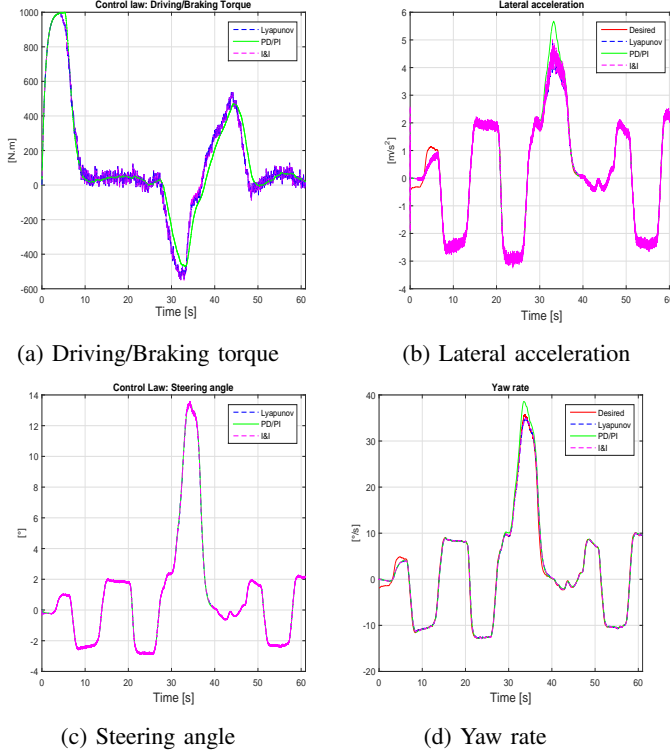 Control law: Driving/Braking Torque
1000
800
600
400
200
0
-200
-400
-600
[N.m]
0 10 20 30 40 50 60
Time [s]
Lyapunov
PD/PI
I&I
(a) Driving/Braking torque
Lateral acceleration
6
5
4
3
2
1
0
-1
-2
-3
-4
[m/s²]
0 10 20 30 40 50 60
Time [s]
Desired
Lyapunov
PD/PI
I&I
(b) Lateral acceleration
Control Law: Steering angle
14
12
10
8
6
4
2
0
-2
-4
[°]
0 10 20 30 40 50 60
Time [s]
Lyapunov
PD/PI
I&I
(c) Steering angle
Yaw rate
40
30
20
10
0
-10
-20
[°/s]
0 10 20 30 40 50 60
Time [s]
Desired
Lyapunov
PD/PI
I&I
(d) Yaw rate